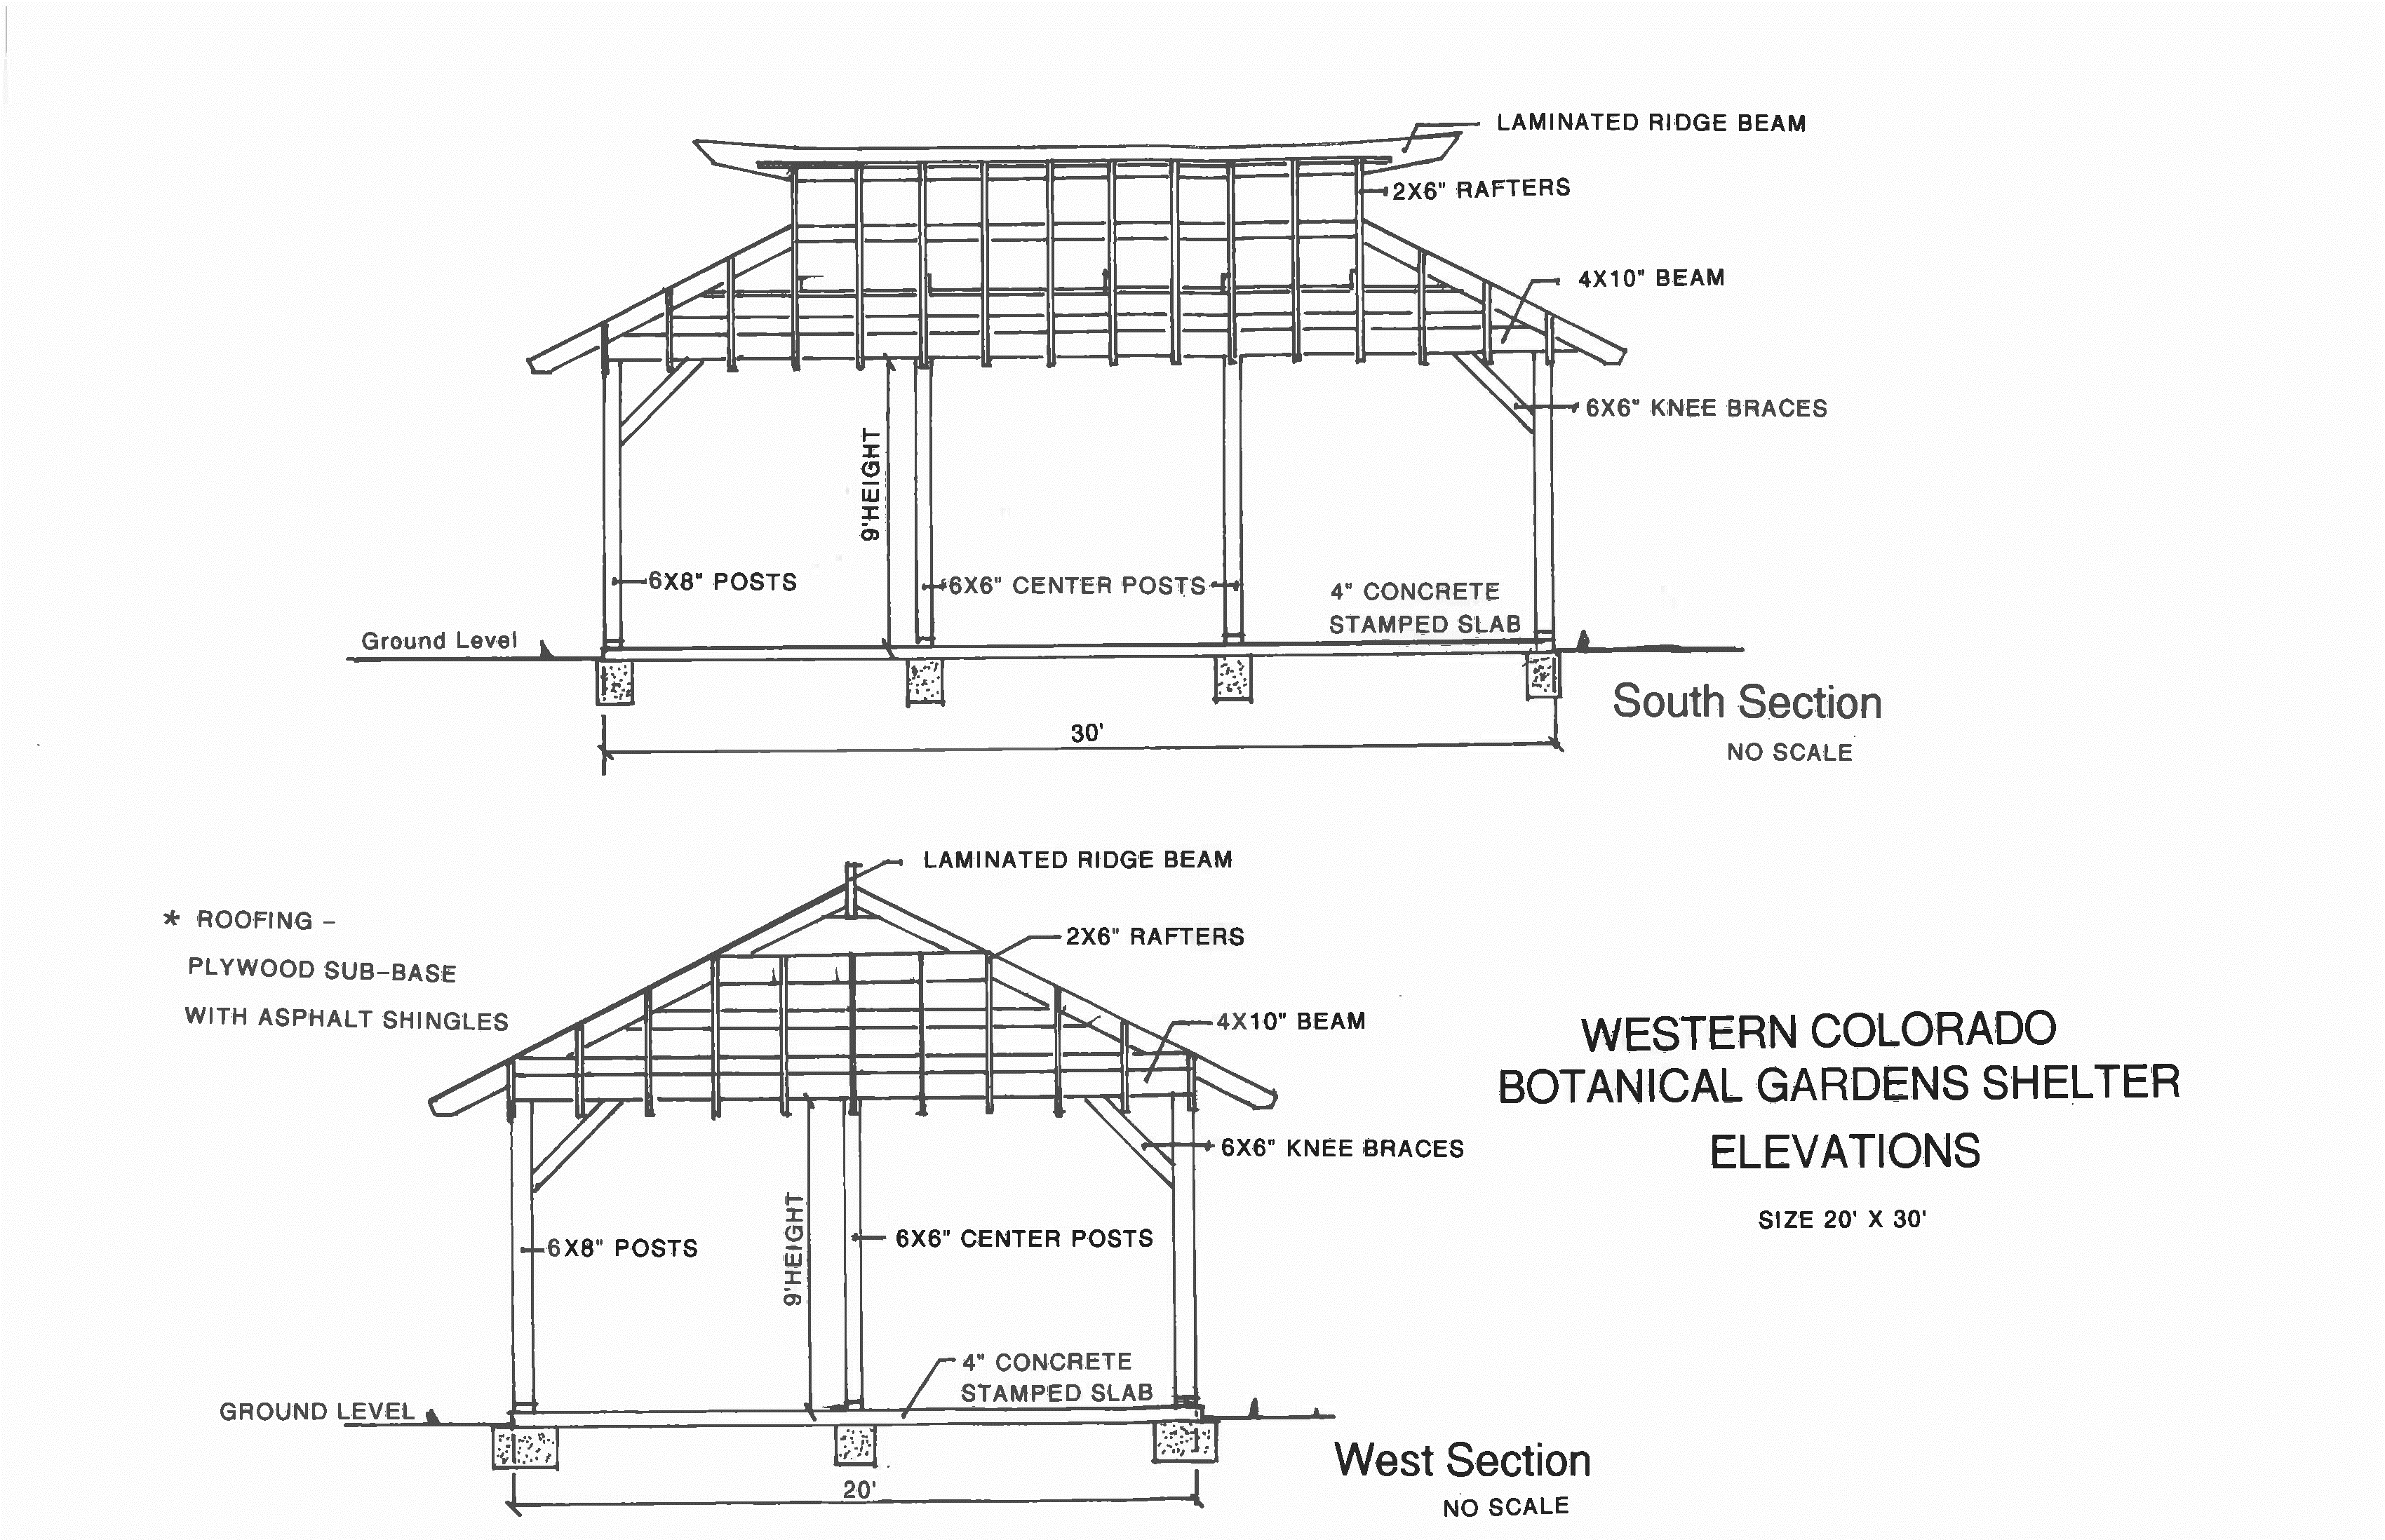 LAMINATED RIDGE BEAM
2X6" RAFTERS
4X10" BEAM
6X6" KNEE BRACES
9'HEIGHT
6X8" POSTS
6X6" CENTER POSTS
4" CONCRETE
STAMPED SLAB
Ground Level
South Section
30'
NO SCALE
LAMINATED RIDGE BEAM
* ROOFING -
2X6" RAFTERS
PLYWOOD SUB-BASE
WITH ASPHALT SHINGLES
4X10" BEAM
WESTERN COLORADO
BOTANICAL GARDENS SHELTER
ELEVATIONS
SIZE 20' X 30'
6X6" KNEE BRACES
9'HEIGHT
6X8" POSTS
6X6" CENTER POSTS
4" CONCRETE
STAMPED SLAB
GROUND LEVEL
West Section
20'
NO SCALE